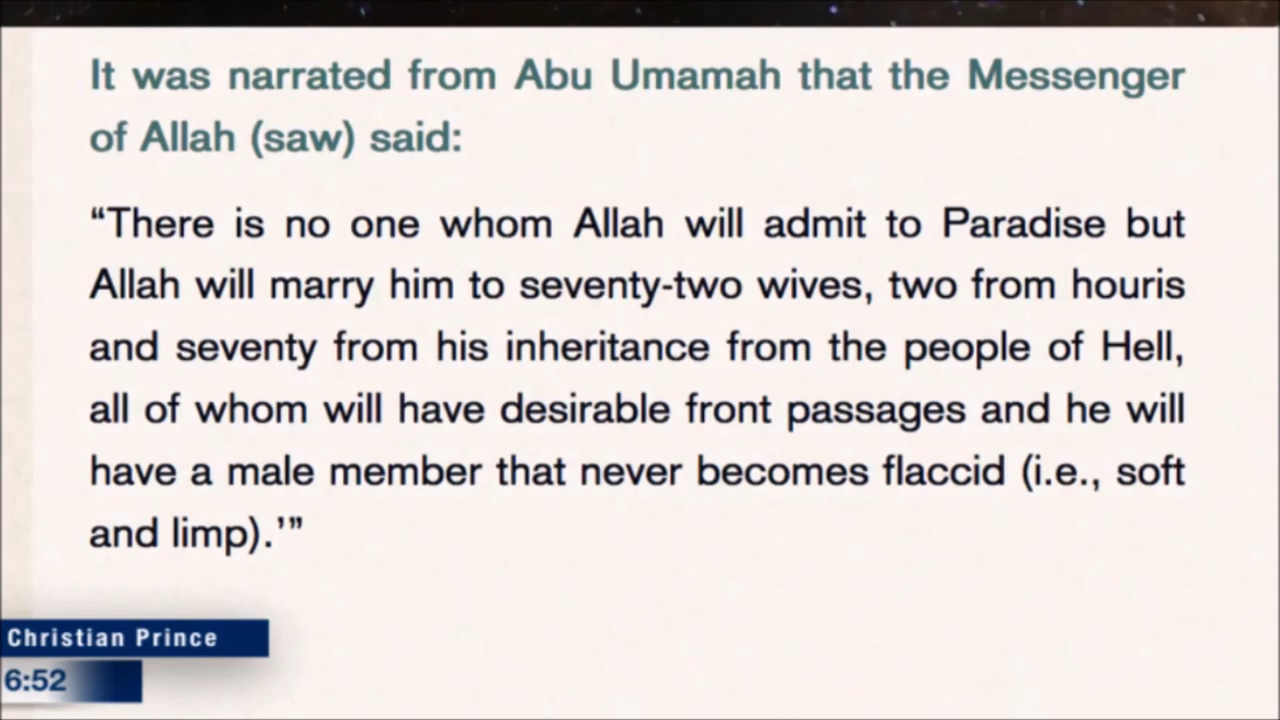 It was narrated from Abu Umamah that the Messenger
of Allah (saw) said:
“There is no one whom Allah will admit to Paradise but
Allah will marry him to seventy-two wives, two from houris
and seventy from his inheritance from the people of Hell,
all of whom will have desirable front passages and he will
have a male member that never becomes flaccid (i.e., soft
and limp).’”
Christian Prince
6:52